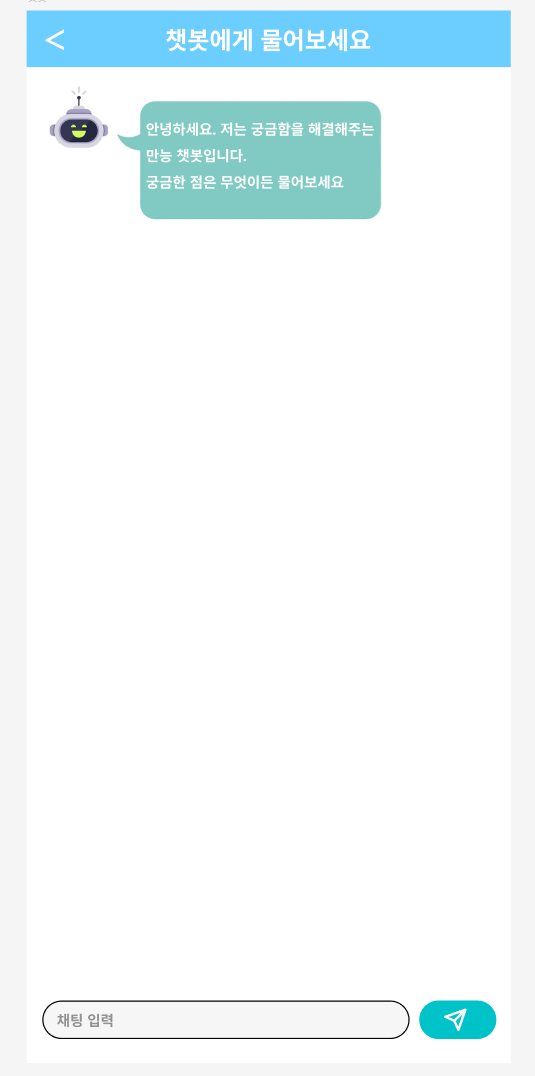 챗봇에게 물어보세요
안녕하세요. 저는 궁금함을 해결해주는
만능 챗봇입니다.
궁금한 점은 무엇이든 물어보세요
채팅 입력